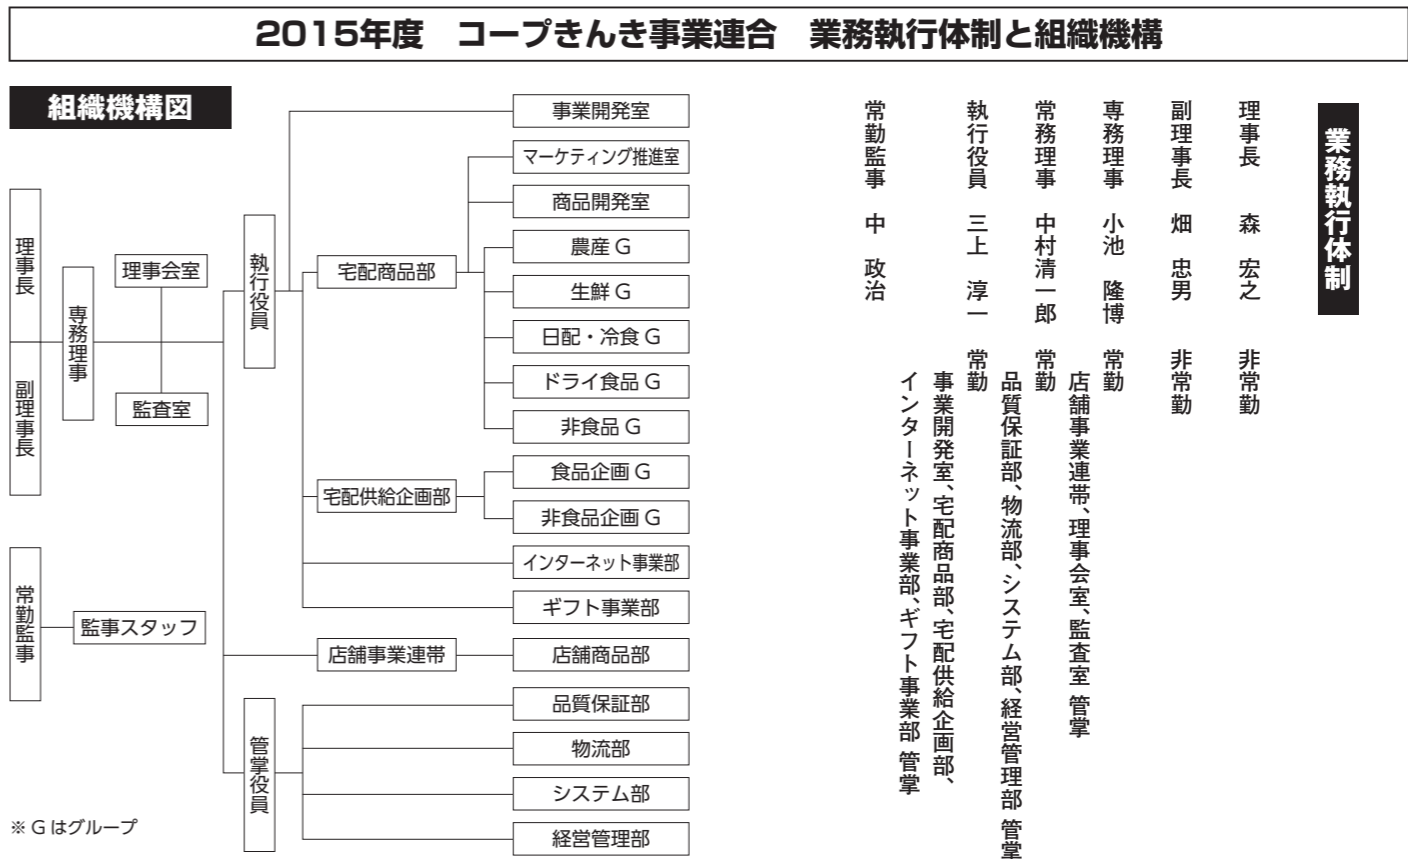 2015年度　コープきんき事業連合　業務執行体制と組織機構
組織機構図
理事長
副理事長
専務理事
理事会室
監査室
常勤監事
監事スタッフ
執行役員
管掌役員
宅配商品部
宅配供給企画部
店舗事業連帯
事業開発室
マーケティング推進室
商品開発室
農産 G
生鮮 G
日配・冷食 G
ドライ食品 G
非食品 G
食品企画 G
非食品企画 G
インターネット事業部
ギフト事業部
店舗商品部
品質保証部
物流部
システム部
経営管理部
※ G はグループ
業務執行体制
理事長　森　宏之　非常勤
副理事長　畑　忠男　非常勤
専務理事　小池　隆博　常勤
店舗事業連帯、理事会室、監査室 管掌
常務理事　中村清一郎　常勤
品質保証部、物流部、システム部、経営管理部 管掌
執行役員　三上　淳一　常勤
事業開発室、宅配商品部、宅配供給企画部、
インターネット事業部、ギフト事業部 管掌
常勤監事　中　政治